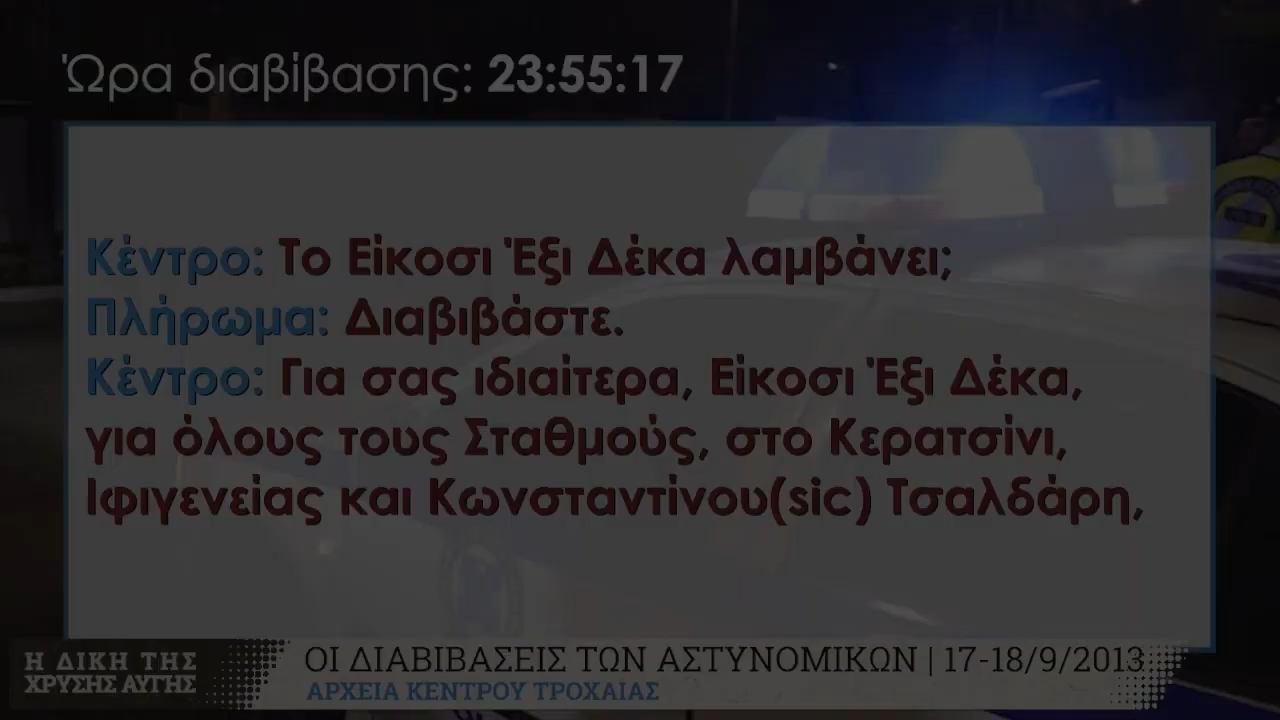 Ώρα διαβίβασης: 23:55:17
Κέντρο: Το Είκοσι Έξι Δέκα λαμβάνει;
Πλήρωμα: Διαβιβάστε.
Κέντρο: Για σας ιδιαίτερα, Είκοσι Έξι Δέκα,
για όλους τους Σταθμούς, στο Κερατσίνι,
Ιφιγενείας και Κωνσταντίνου(sic) Τσαλδάρη,
Η ΔΙΚΗ ΤΗΣ
ΧΡΥΣΗΣ ΑΥΓΗΣ
ΟΙ ΔΙΑΒΙΒΑΣΕΙΣ ΤΩΝ ΑΣΤΥΝΟΜΙΚΩΝ | 17-18/9/2013
ΑΡΧΕΙΑ ΚΕΝΤΡΟΥ ΤΡΟΧΑΙΑΣ